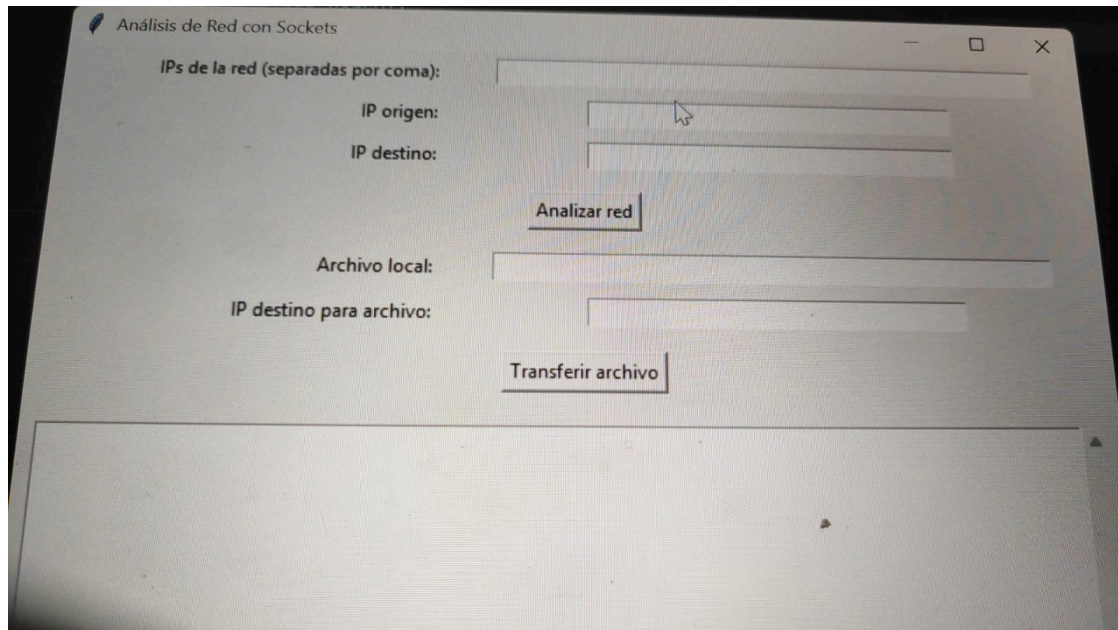 Análisis de Red con Sockets
IPs de la red (separadas por coma):
IP origen:
IP destino:
Analizar red
Archivo local:
IP destino para archivo:
Transferir archivo